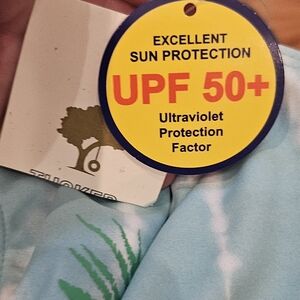 EXCELLENT
SUN PROTECTION
UPF 50+
Ultraviolet
Protection
Factor